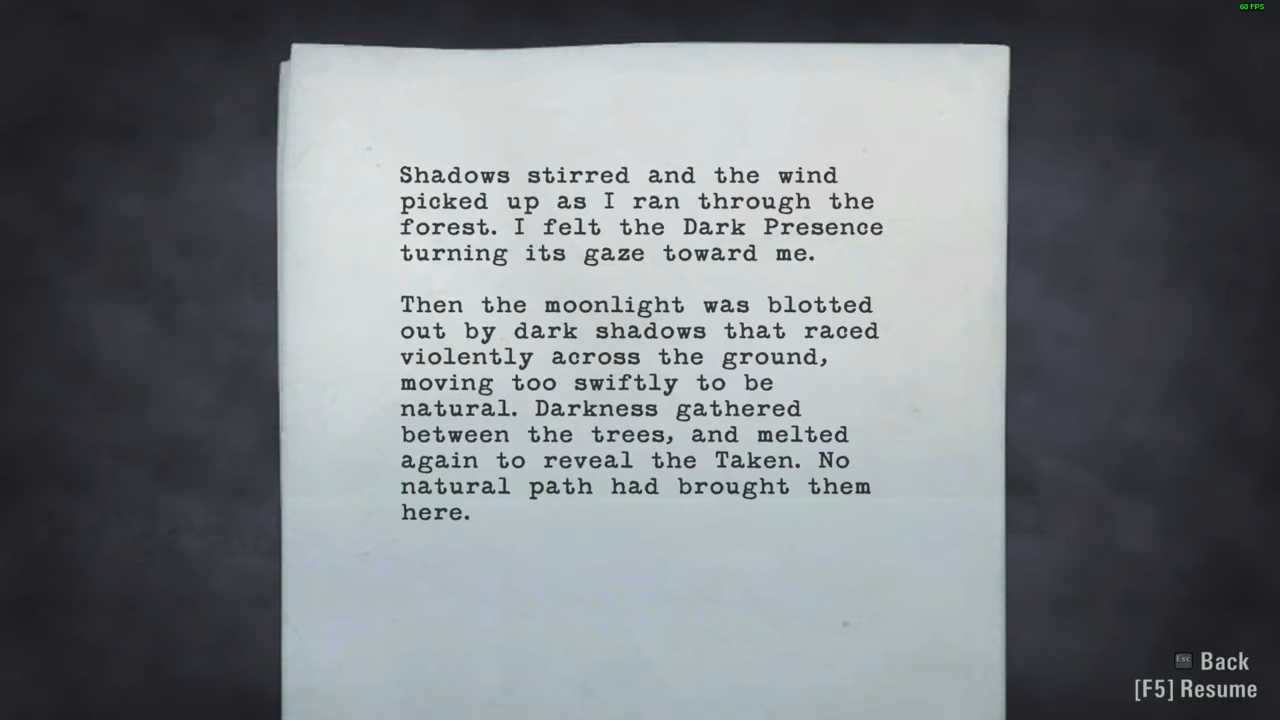 60 FPS
Shadows stirred and the wind
picked up as I ran through the
forest. I felt the Dark Presence
turning its gaze toward me.
Then the moonlight was blotted
out by dark shadows that raced
violently across the ground,
moving too swiftly to be
natural. Darkness gathered
between the trees, and melted
again to reveal the Taken. No
natural path had brought them
here.
Esc Back
[F5] Resume